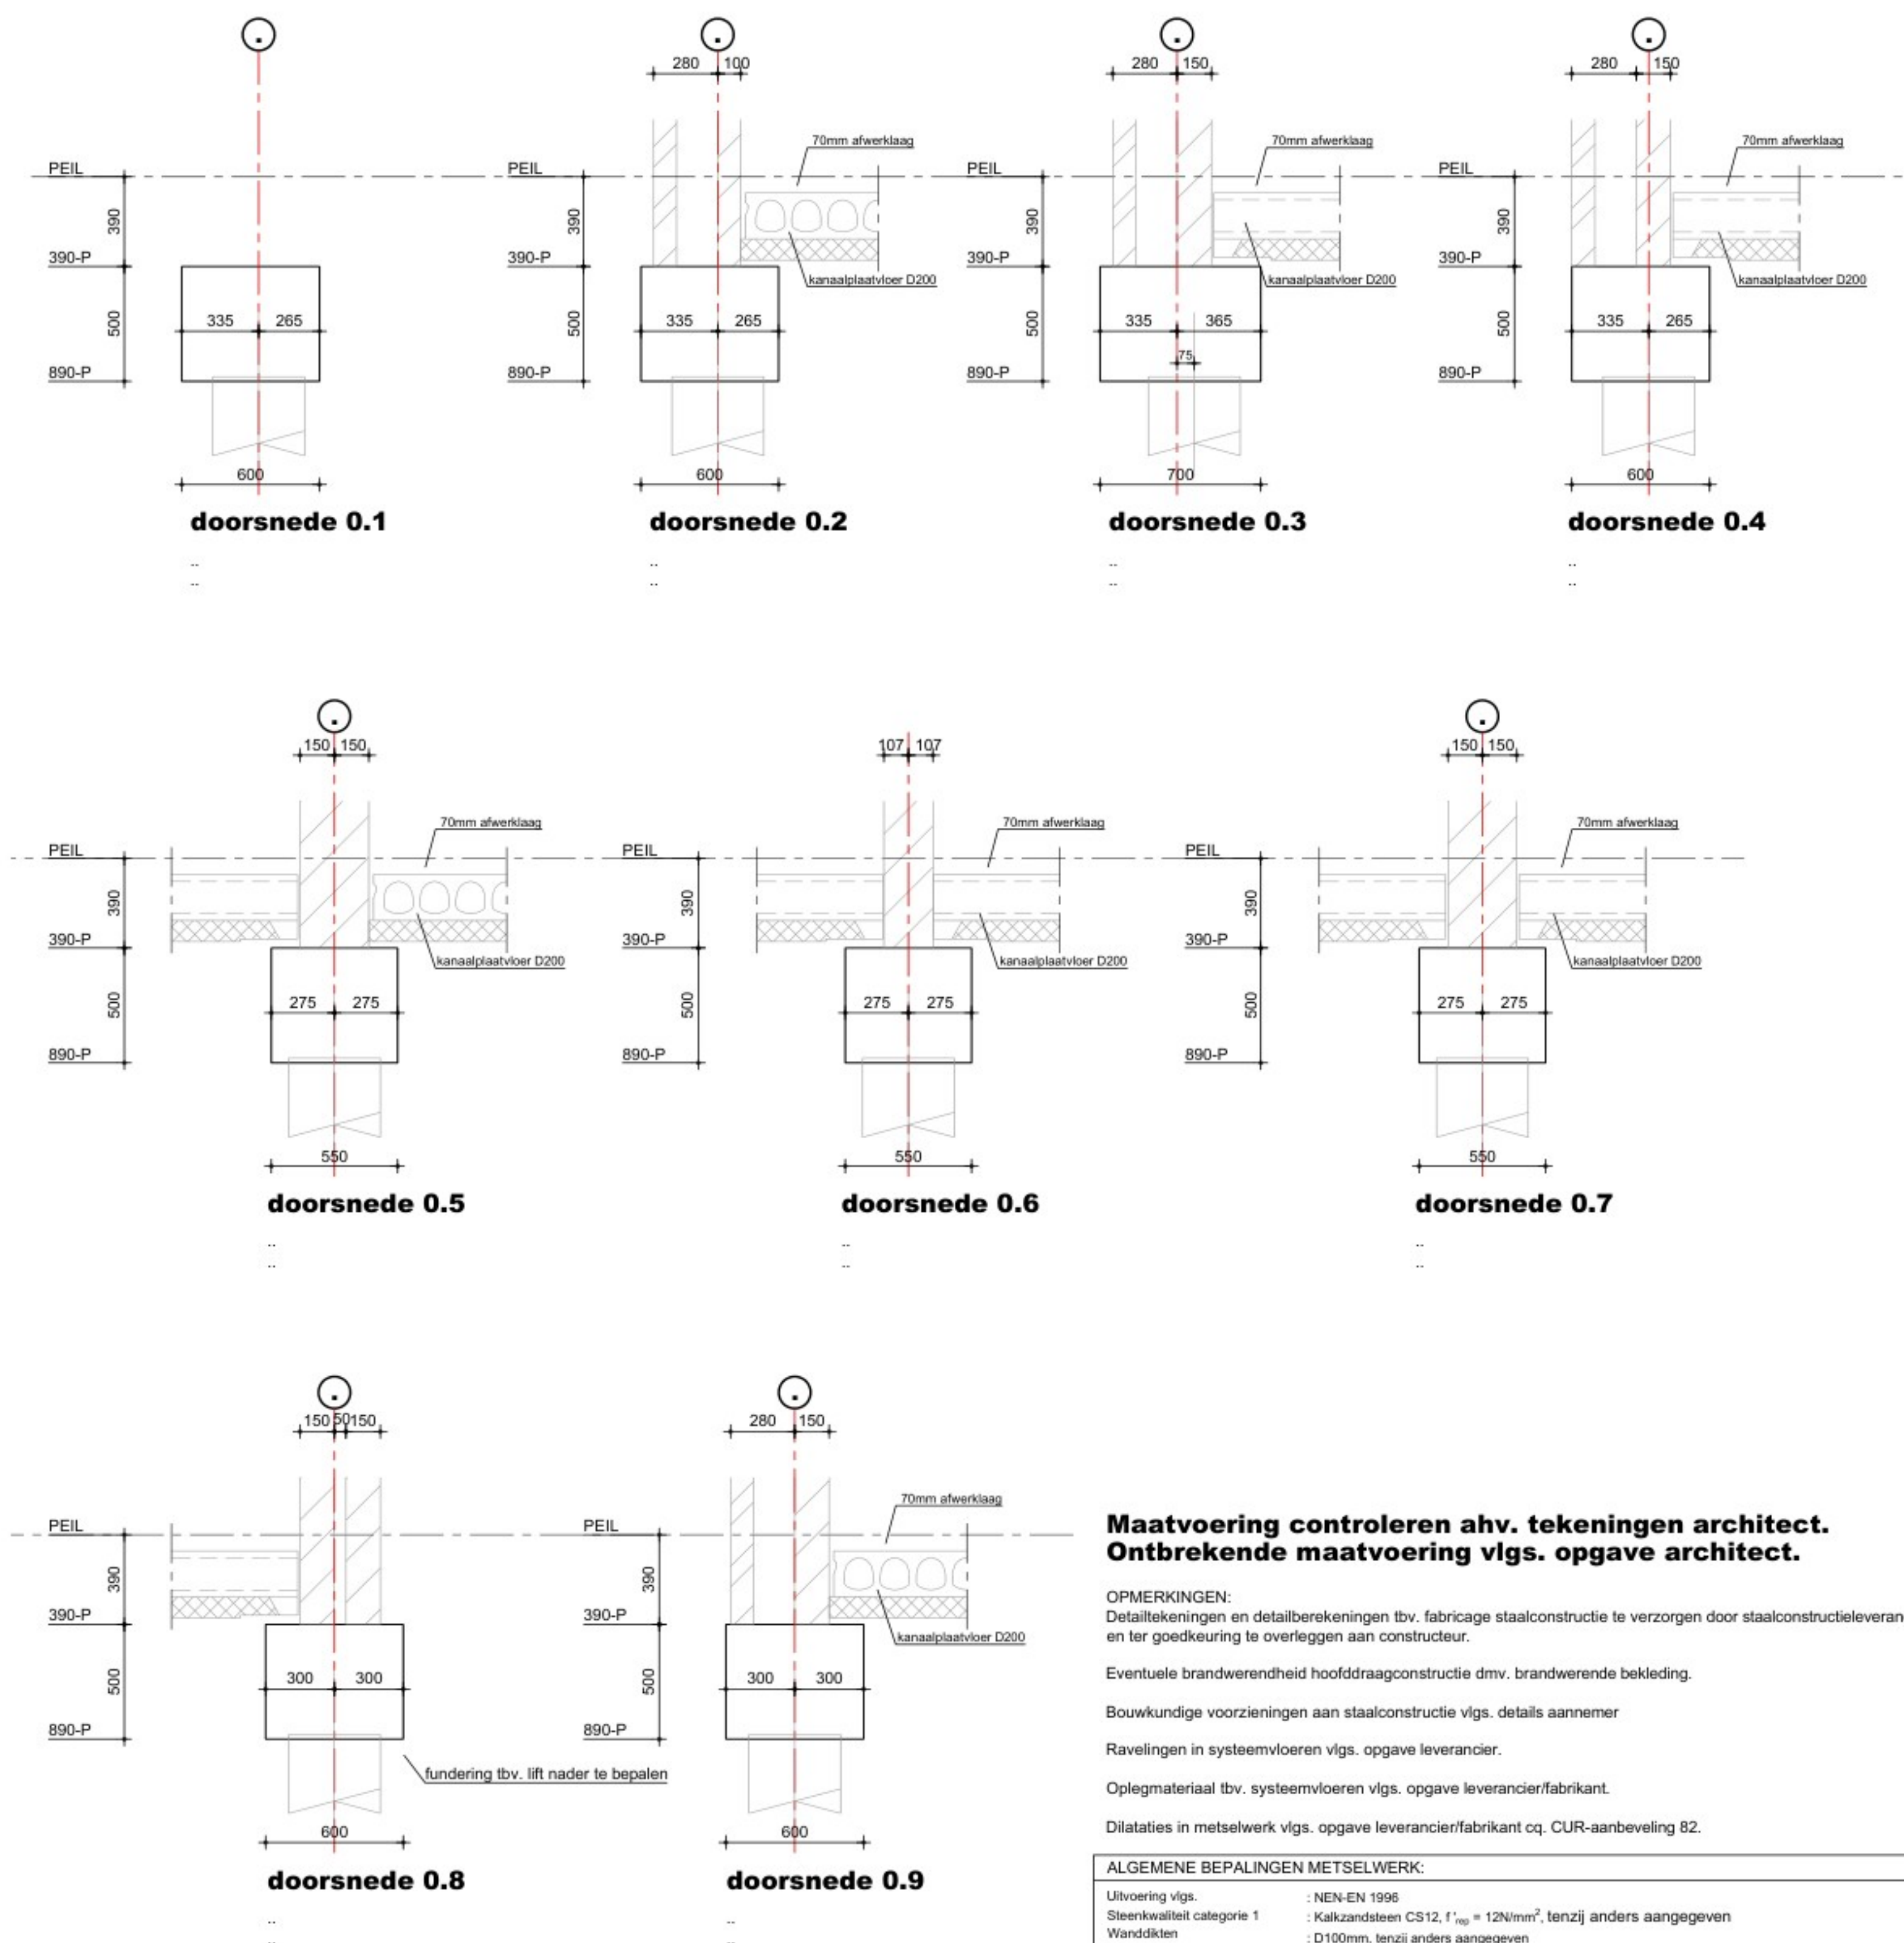 280 100
280 150
280 150
70mm afwerklaag
70mm afwerklaag
70mm afwerklaag
PEIL
PEIL
PEIL
PEIL
390
390
390
390
390-P
390-P
390-P
390-P
kanaalplaatvloer D200
kanaalplaatvloer D200
kanaalplaatvloer D200
500
335 265
500
335 265
500
335 365
500
335 265
75
890-P
890-P
890-P
890-P
600
600
700
600
doorsnede 0.1
doorsnede 0.2
doorsnede 0.3
doorsnede 0.4
150 150
107 107
150 150
70mm afwerklaag
70mm afwerklaag
70mm afwerklaag
PEIL
PEIL
PEIL
390
390
390
390-P
390-P
390-P
kanaalplaatvloer D200
kanaalplaatvloer D200
kanaalplaatvloer D200
500
275 275
500
275 275
500
275 275
890-P
890-P
890-P
550
550
550
doorsnede 0.5
doorsnede 0.6
doorsnede 0.7
150 50 150
280 150
70mm afwerklaag
PEIL
PEIL
390
390
390-P
390-P
kanaalplaatvloer D200
500
300 300
500
300 300
890-P
890-P
fundering tbv. lift nader te bepalen
600
600
doorsnede 0.8
doorsnede 0.9
Maatvoering controleren ahv. tekeningen architect.
Ontbrekende maatvoering vlgs. opgave architect.
OPMERKINGEN:
Detailtekeningen en detailberekeningen tbv. fabricage staalconstructie te verzorgen door staalconstructieleveran
en ter goedkeuring te overleggen aan constructeur.
Eventuele brandwerendheid hoofddraagconstructie dmv. brandwerende bekleding.
Bouwkundige voorzieningen aan staalconstructie vlgs. details aannemer
Ravelingen in systeemvloeren vlgs. opgave leverancier.
Oplegmateriaal tbv. systeemvloeren vlgs. opgave leverancier/fabrikant.
Dilataties in metselwerk vlgs. opgave leverancier/fabrikant cq. CUR-aanbeveling 82.
ALGEMENE BEPALINGEN METSELWERK:
Uitvoering vlgs. : NEN-EN 1996
Steenkwaliteit categorie 1 : Kalkzandsteen CS12, f'rep = 12N/mm², tenzij anders aangegeven
Wanddikten : D100mm, tenzij anders aangegeven